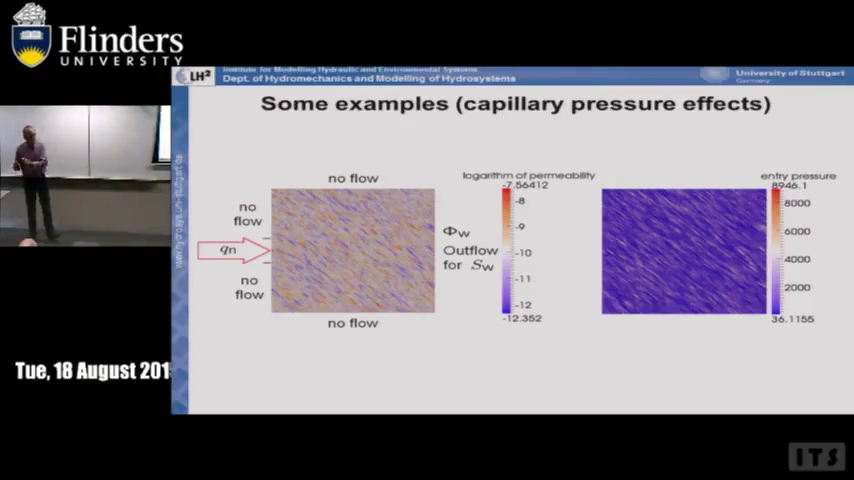 Flinders
UNIVERSITY
LH²
Institute for Modelling Hydraulic and Environmental Systems
Dept. of Hydromechanics and Modelling of Hydrosystems
University of Stuttgart
Germany
Some examples (capillary pressure effects)
no flow
no
flow
qn
no
flow
no flow
Φw
Outflow
for Sw
logarithm of permeability
-7.56412
-8
-10
-11
-12
-12.352
entry pressure
8946.1
8000
6000
4000
2000
36.1155
Tue, 18 August 201
ITS